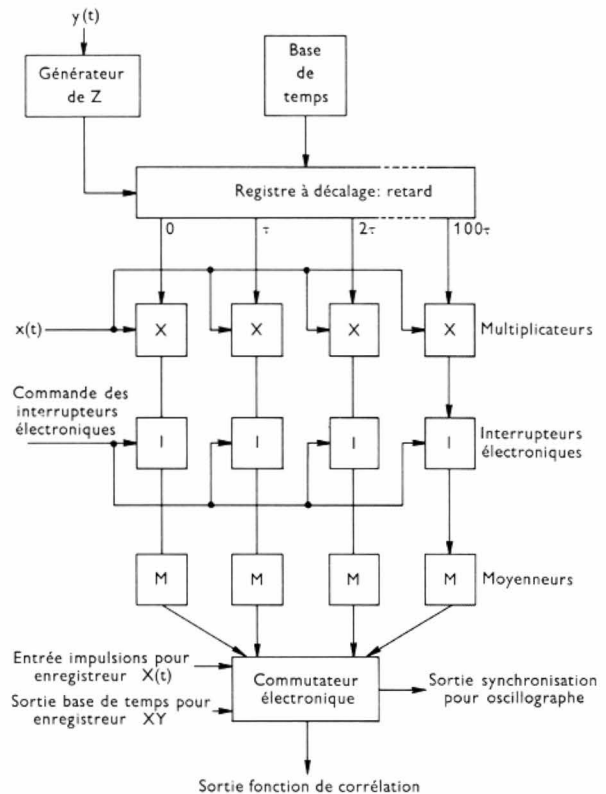 y(t)
Générateur
de Z
Base
de
temps
Registre à décalage: retard
0
τ
2τ
100τ
x(t)
X
X
X
X
Multiplicateurs
Commande des
interrupteurs
électroniques
I
I
I
I
Interrupteurs
électroniques
M
M
M
M
Moyenneurs
Entrée impulsions pour
enregistreur X(t)
Sortie base de temps pour
enregistreur XY
Commutateur
électronique
Sortie synchronisation
pour oscillographe
Sortie fonction de corrélation